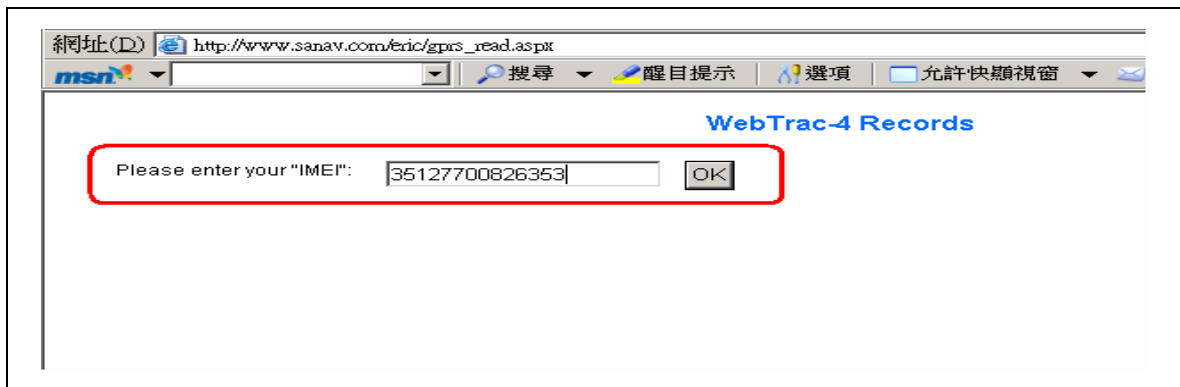 網址(D) http://www.sanav.com/eric/gprs_read.aspx
msn 搜尋 醒目提示 選項 允許快顯視窗
WebTrac-4 Records
Please enter your "IMEI": 35127700826353 OK